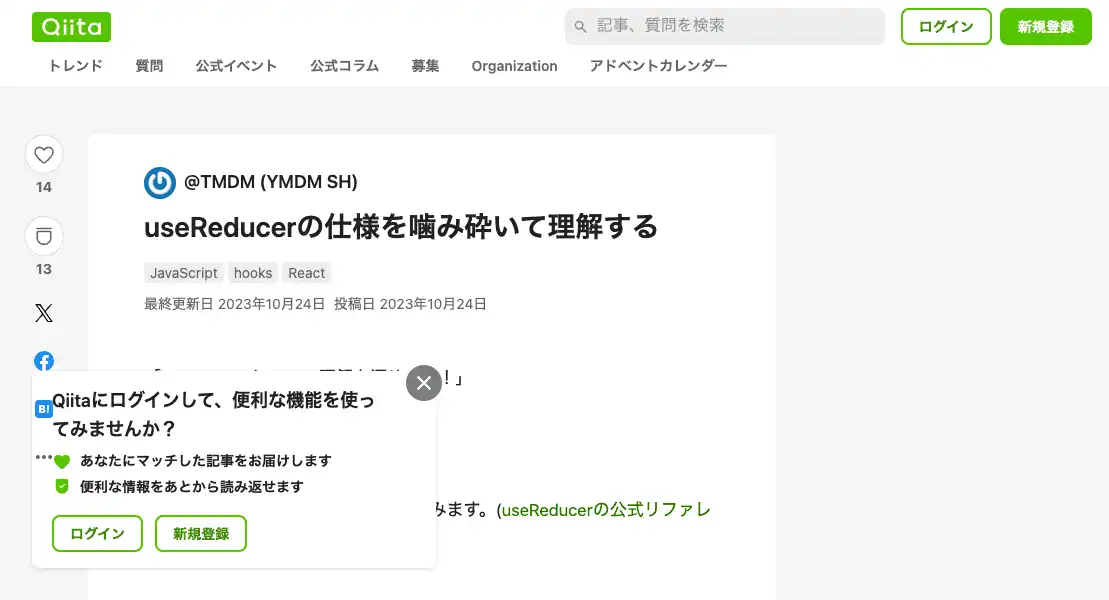 Qiita
記事、質問を検索
ログイン
新規登録
トレンド 質問 公式イベント 公式コラム 募集 Organization アドベントカレンダー
14
13
@TMDM (YMDM SH)
useReducerの仕様を噛み砕いて理解する
JavaScript hooks React
最終更新日 2023年10月24日 投稿日 2023年10月24日
！」
B!
Qiitaにログインして、便利な機能を使っ
てみませんか？
あなたにマッチした記事をお届けします
便利な情報をあとから読み返せます
ログイン 新規登録
みます。(useReducerの公式リファレ